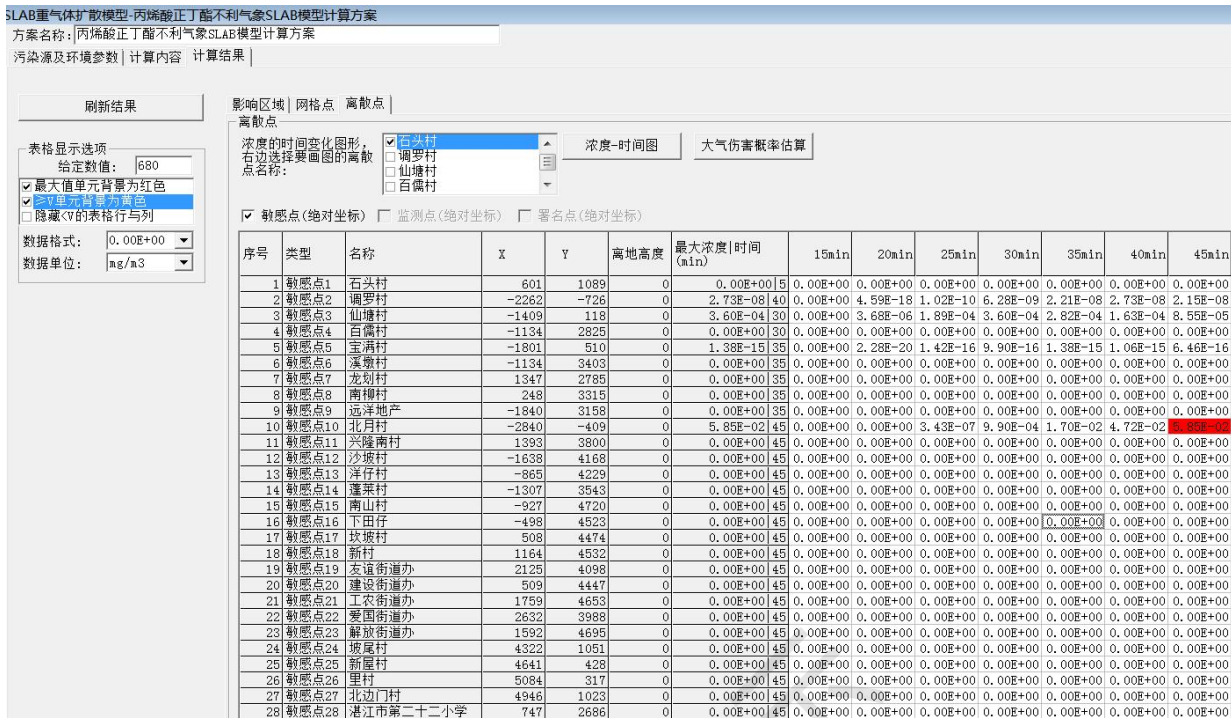 SLAB重气体扩散模型-丙烯酸正丁酯不利气象SLAB模型计算方案
方案名称: 丙烯酸正丁酯不利气象SLAB模型计算方案
污染源及环境参数 计算内容 计算结果
刷新结果
影响区域 网格点 离散点
离散点
表格显示选项
给定数值: 680
最大值单元背景为红色
≥V单元背景为黄色
隐藏<V的表格行与列
数据格式: 0.00E+00
数据单位: mg/m3
浓度的时间变化图形,
右边选择要画图的离散
点名称:
石头村
调罗村
仙塘村
百儒村
浓度-时间图 大气伤害概率估算
敏感点(绝对坐标) 监测点(绝对坐标) 署名点(绝对坐标)
序号 类型 名称 X Y 离地高度 最大浓度|时间(min) 15min 20min 25min 30min 35min 40min 45min
1 敏感点1 石头村 601 1089 0 0.00E+00|5 0.00E+00 0.00E+00 0.00E+00 0.00E+00 0.00E+00 0.00E+00 0.00E+00
2 敏感点2 调罗村 -2262 -726 0 2.73E-08|40 0.00E+00 4.59E-18 1.02E-10 6.28E-09 2.21E-08 2.73E-08 2.15E-08
3 敏感点3 仙塘村 -1409 118 0 3.60E-04|30 0.00E+00 3.68E-06 1.89E-04 3.60E-04 2.82E-04 1.63E-04 8.55E-05
4 敏感点4 百儒村 -1134 2825 0 0.00E+00|30 0.00E+00 0.00E+00 0.00E+00 0.00E+00 0.00E+00 0.00E+00 0.00E+00
5 敏感点5 宝满村 -1801 510 0 1.38E-15|35 0.00E+00 2.28E-20 1.42E-16 9.90E-16 1.38E-15 1.06E-15 6.46E-16
6 敏感点6 溪墩村 -1134 3403 0 0.00E+00|35 0.00E+00 0.00E+00 0.00E+00 0.00E+00 0.00E+00 0.00E+00 0.00E+00
7 敏感点7 龙划村 1347 2785 0 0.00E+00|35 0.00E+00 0.00E+00 0.00E+00 0.00E+00 0.00E+00 0.00E+00 0.00E+00
8 敏感点8 南柳村 248 3315 0 0.00E+00|35 0.00E+00 0.00E+00 0.00E+00 0.00E+00 0.00E+00 0.00E+00 0.00E+00
9 敏感点9 远洋地产 -1840 3158 0 0.00E+00|35 0.00E+00 0.00E+00 0.00E+00 0.00E+00 0.00E+00 0.00E+00 0.00E+00
10 敏感点10 北月村 -2840 -409 0 5.85E-02|45 0.00E+00 0.00E+00 3.43E-07 9.90E-04 1.70E-02 4.72E-02 5.85E-02
11 敏感点11 兴隆南村 1393 3800 0 0.00E+00|45 0.00E+00 0.00E+00 0.00E+00 0.00E+00 0.00E+00 0.00E+00 0.00E+00
12 敏感点12 沙坡村 -1638 4168 0 0.00E+00|45 0.00E+00 0.00E+00 0.00E+00 0.00E+00 0.00E+00 0.00E+00 0.00E+00
13 敏感点13 洋仔村 -865 4229 0 0.00E+00|45 0.00E+00 0.00E+00 0.00E+00 0.00E+00 0.00E+00 0.00E+00 0.00E+00
14 敏感点14 蓬莱村 -1307 3543 0 0.00E+00|45 0.00E+00 0.00E+00 0.00E+00 0.00E+00 0.00E+00 0.00E+00 0.00E+00
15 敏感点15 南山村 -927 4720 0 0.00E+00|45 0.00E+00 0.00E+00 0.00E+00 0.00E+00 0.00E+00 0.00E+00 0.00E+00
16 敏感点16 下田仔 -498 4523 0 0.00E+00|45 0.00E+00 0.00E+00 0.00E+00 0.00E+00 0.00E+00 0.00E+00 0.00E+00
17 敏感点17 坎坡村 508 4474 0 0.00E+00|45 0.00E+00 0.00E+00 0.00E+00 0.00E+00 0.00E+00 0.00E+00 0.00E+00
18 敏感点18 新村 1164 4532 0 0.00E+00|45 0.00E+00 0.00E+00 0.00E+00 0.00E+00 0.00E+00 0.00E+00 0.00E+00
19 敏感点19 友谊街道办 2125 4098 0 0.00E+00|45 0.00E+00 0.00E+00 0.00E+00 0.00E+00 0.00E+00 0.00E+00 0.00E+00
20 敏感点20 建设街道办 509 4447 0 0.00E+00|45 0.00E+00 0.00E+00 0.00E+00 0.00E+00 0.00E+00 0.00E+00 0.00E+00
21 敏感点21 工农街道办 1759 4653 0 0.00E+00|45 0.00E+00 0.00E+00 0.00E+00 0.00E+00 0.00E+00 0.00E+00 0.00E+00
22 敏感点22 爱国街道办 2632 3988 0 0.00E+00|45 0.00E+00 0.00E+00 0.00E+00 0.00E+00 0.00E+00 0.00E+00 0.00E+00
23 敏感点23 解放街道办 1592 4695 0 0.00E+00|45 0.00E+00 0.00E+00 0.00E+00 0.00E+00 0.00E+00 0.00E+00 0.00E+00
24 敏感点24 坡尾村 4322 1051 0 0.00E+00|45 0.00E+00 0.00E+00 0.00E+00 0.00E+00 0.00E+00 0.00E+00 0.00E+00
25 敏感点25 新屋村 4641 428 0 0.00E+00|45 0.00E+00 0.00E+00 0.00E+00 0.00E+00 0.00E+00 0.00E+00 0.00E+00
26 敏感点26 里村 5084 317 0 0.00E+00|45 0.00E+00 0.00E+00 0.00E+00 0.00E+00 0.00E+00 0.00E+00 0.00E+00
27 敏感点27 北边门村 4946 1023 0 0.00E+00|45 0.00E+00 0.00E+00 0.00E+00 0.00E+00 0.00E+00 0.00E+00 0.00E+00
28 敏感点28 湛江市第二十二小学 747 2686 0 0.00E+00|45 0.00E+00 0.00E+00 0.00E+00 0.00E+00 0.00E+00 0.00E+00 0.00E+00